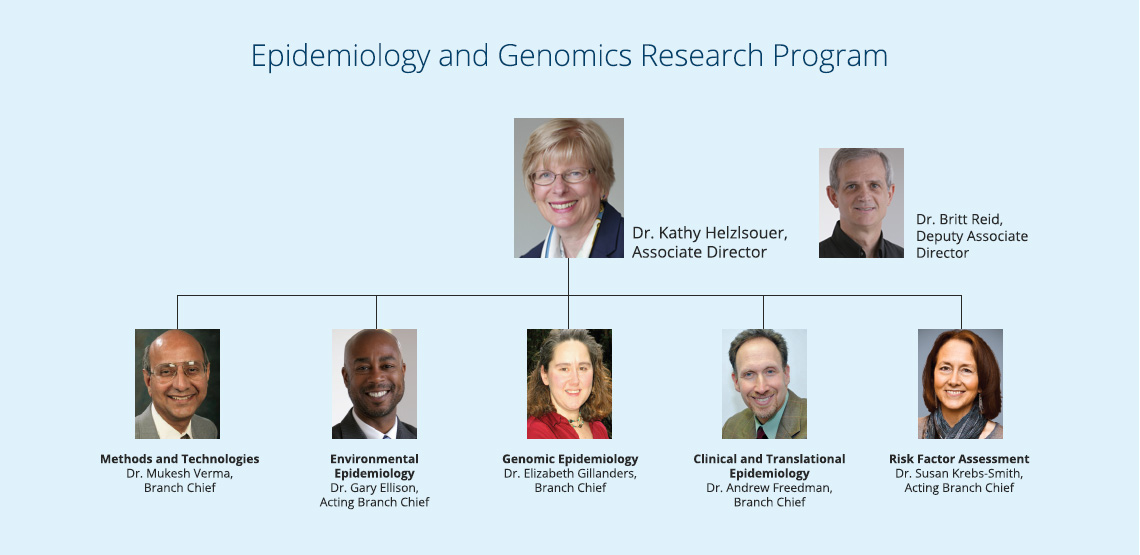 Epidemiology and Genomics Research Program
Dr. Kathy Helzlsouer,
Associate Director
Dr. Britt Reid,
Deputy Associate
Director
Methods and Technologies
Dr. Mukesh Verma,
Branch Chief
Environmental
Epidemiology
Dr. Gary Ellison,
Acting Branch Chief
Genomic Epidemiology
Dr. Elizabeth Gillanders,
Branch Chief
Clinical and Translational
Epidemiology
Dr. Andrew Freedman,
Branch Chief
Risk Factor Assessment
Dr. Susan Krebs-Smith,
Acting Branch Chief